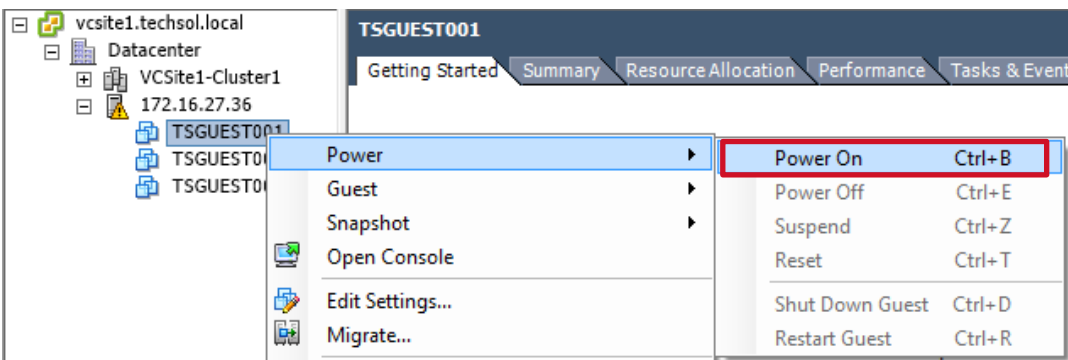 vcsite1.techsol.local
Datacenter
VCSite1-Cluster1
172.16.27.36
TSGUEST001
TSGUEST0
TSGUEST0
TSGUEST001
Getting Started Summary Resource Allocation Performance Tasks & Event
Power
Guest
Snapshot
Open Console
Edit Settings...
Migrate...
Power On Ctrl+B
Power Off Ctrl+E
Suspend Ctrl+Z
Reset Ctrl+T
Shut Down Guest Ctrl+D
Restart Guest Ctrl+R